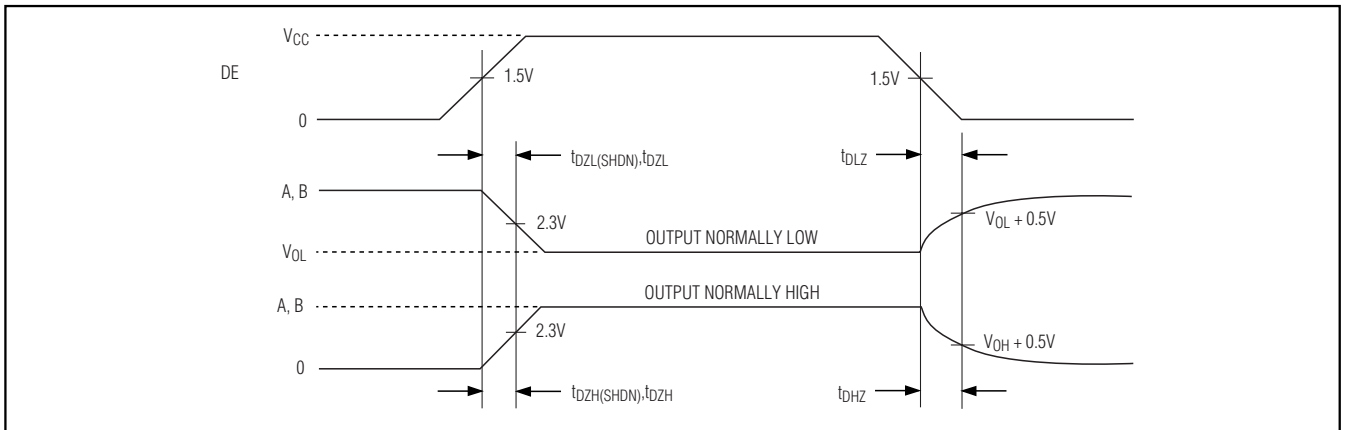 VCC
DE
1.5V
1.5V
0
tDZL(SHDN),tDZL
tDLZ
A, B
2.3V
VOL + 0.5V
OUTPUT NORMALLY LOW
VOL
OUTPUT NORMALLY HIGH
A, B
2.3V
VOH + 0.5V
0
tDZH(SHDN),tDZH
tDHZ